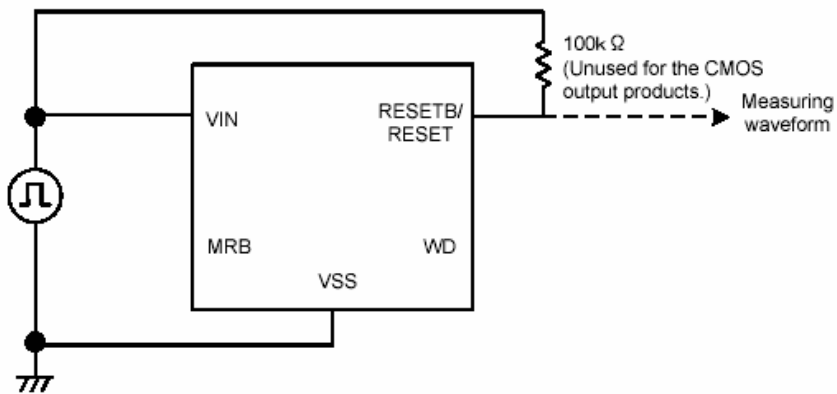 100k Ω
(Unused for the CMOS
output products.)
Measuring
waveform
VIN
RESETB/
RESET
MRB
WD
VSS